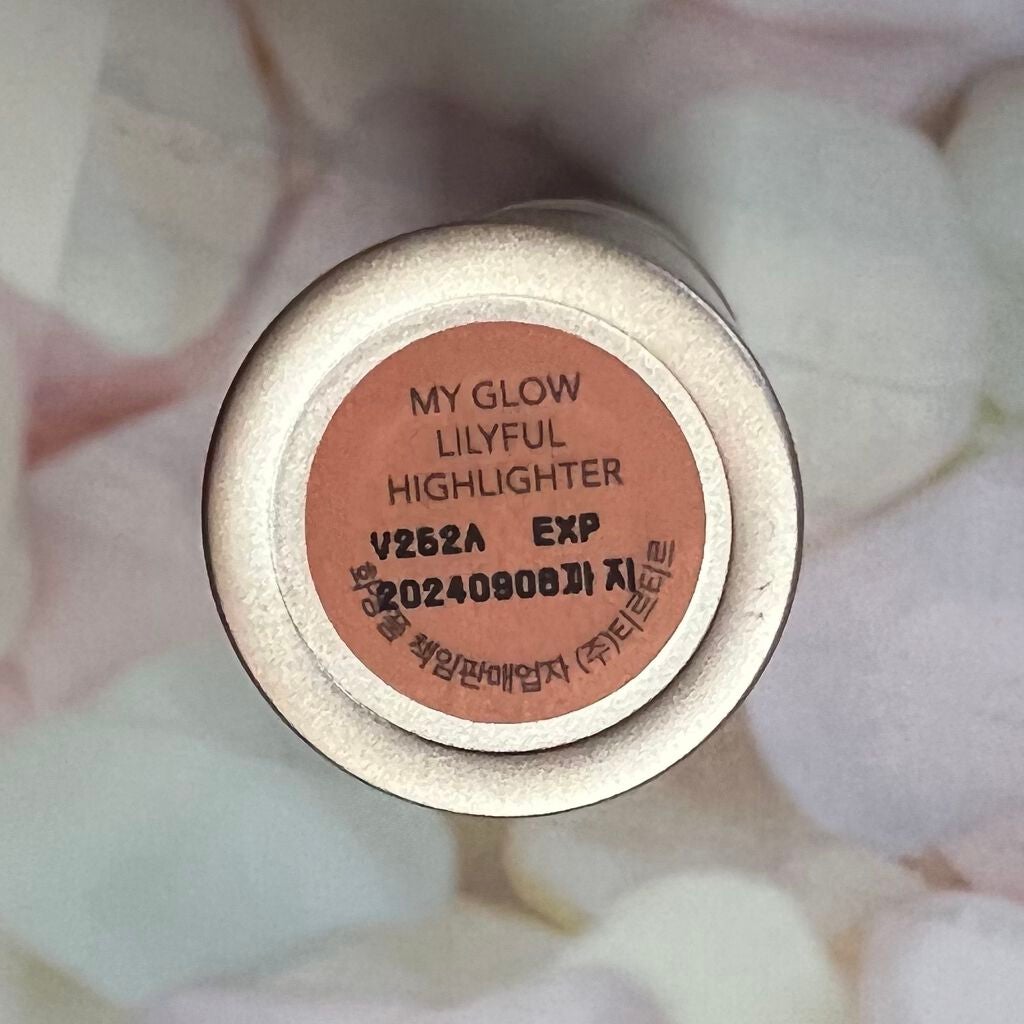 MY GLOW
LILYFUL
HIGHLIGHTER
V252A EXP
20240908까지
화장품 책임판매업자 (주)티르티르